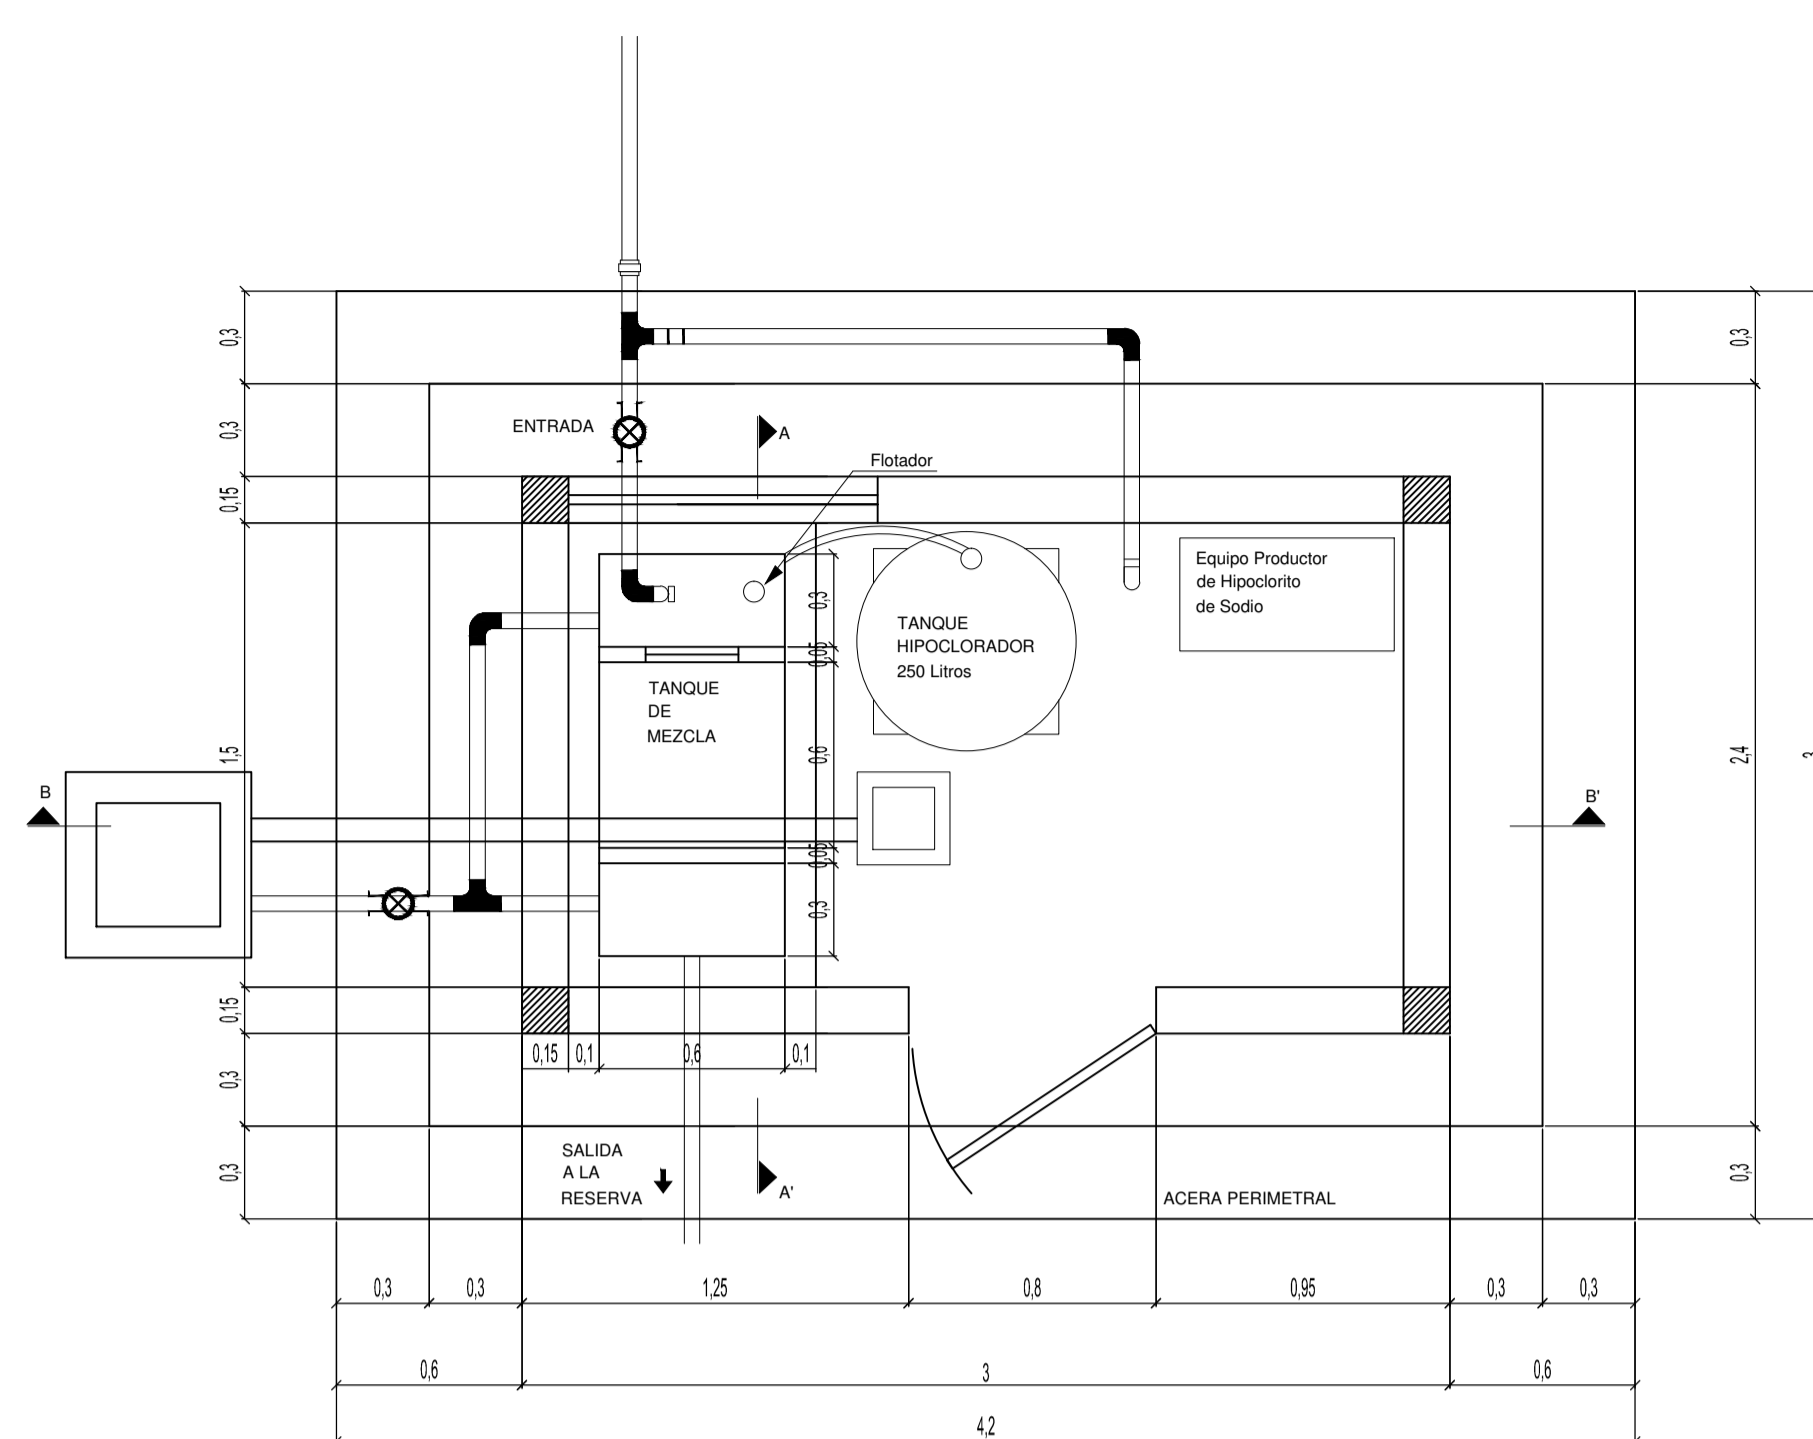 0,3
0,3
ENTRADA
A
0,3
Flotador
0,15
Equipo Productor
de Hipoclorito
de Sodio
0,3
TANQUE
HIPOCLORADOR
250 Litros
0,05
TANQUE
DE
MEZCLA
1,5
0,6
2,4
3
B
B'
0,05
0,3
0,15
0,15
0,1
0,6
0,1
0,3
SALIDA
A LA
RESERVA
A'
ACERA PERIMETRAL
0,3
0,3
0,3
0,3
1,25
0,8
0,95
0,3
0,3
0,6
3
0,6
4,2